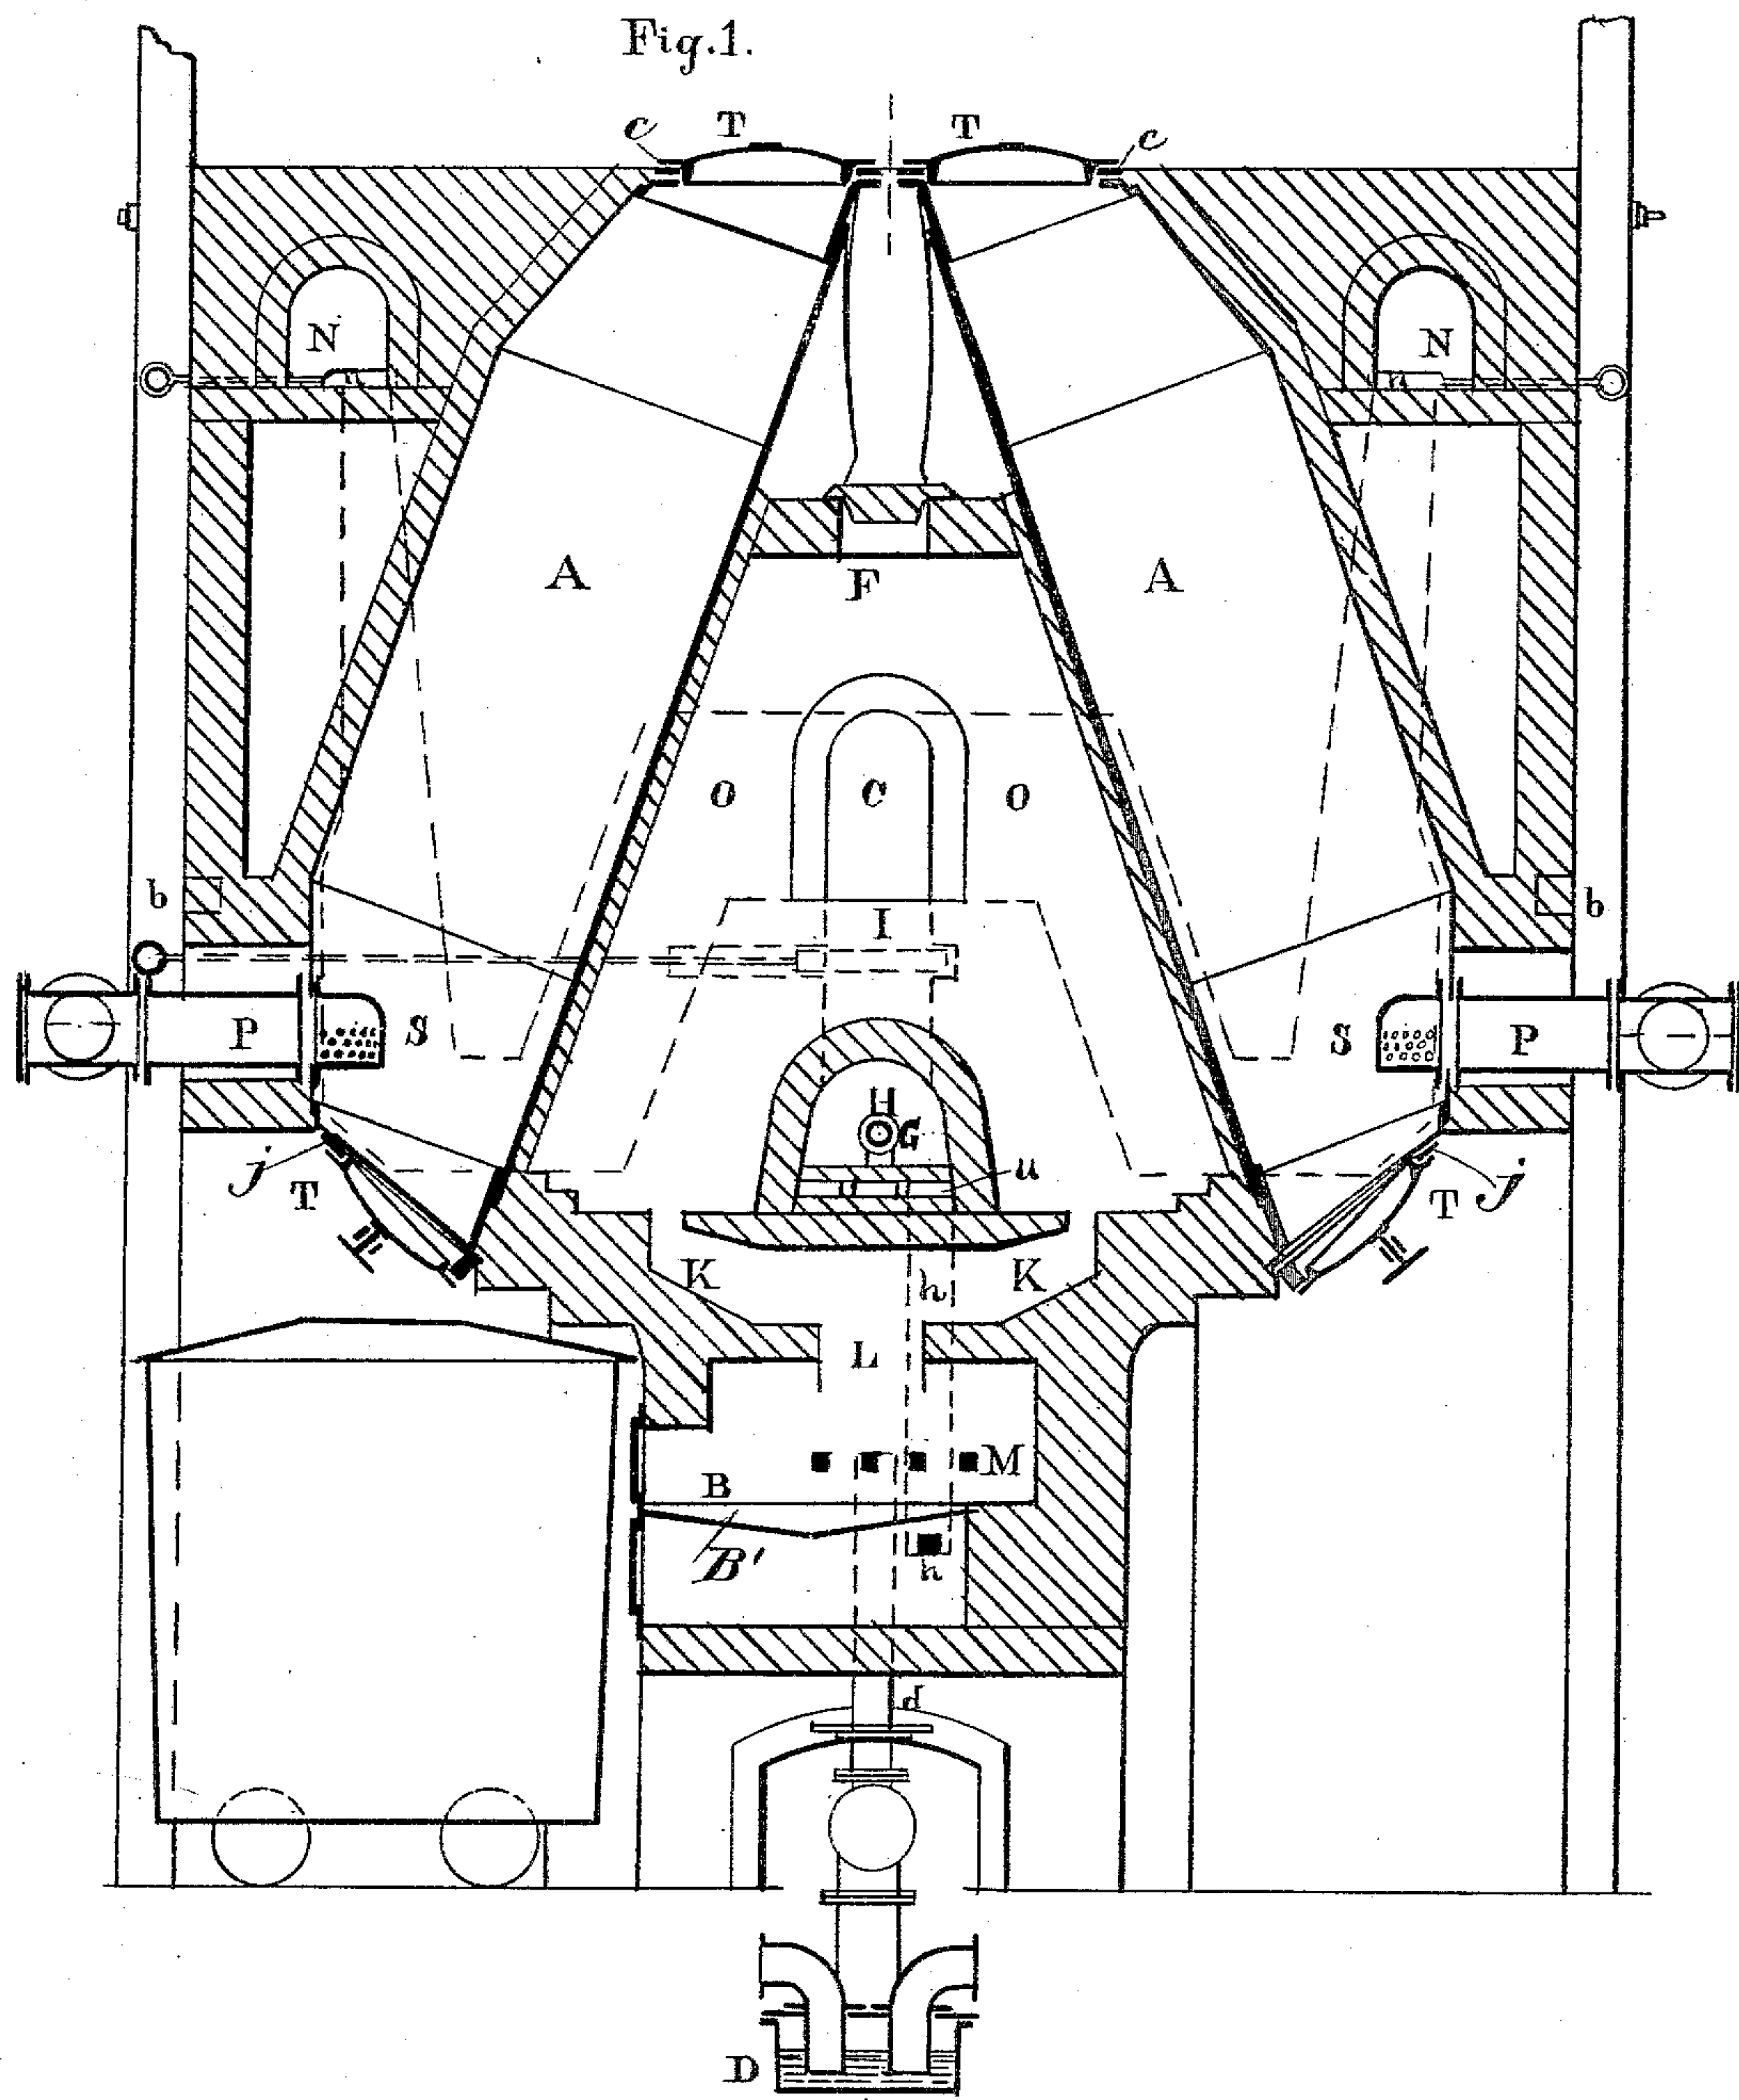 Fig.1.
c T T c
N N
A F A
o C o
b I b
P S S P
H G
j T u T J
K h K
L
B M
B' h
d
D